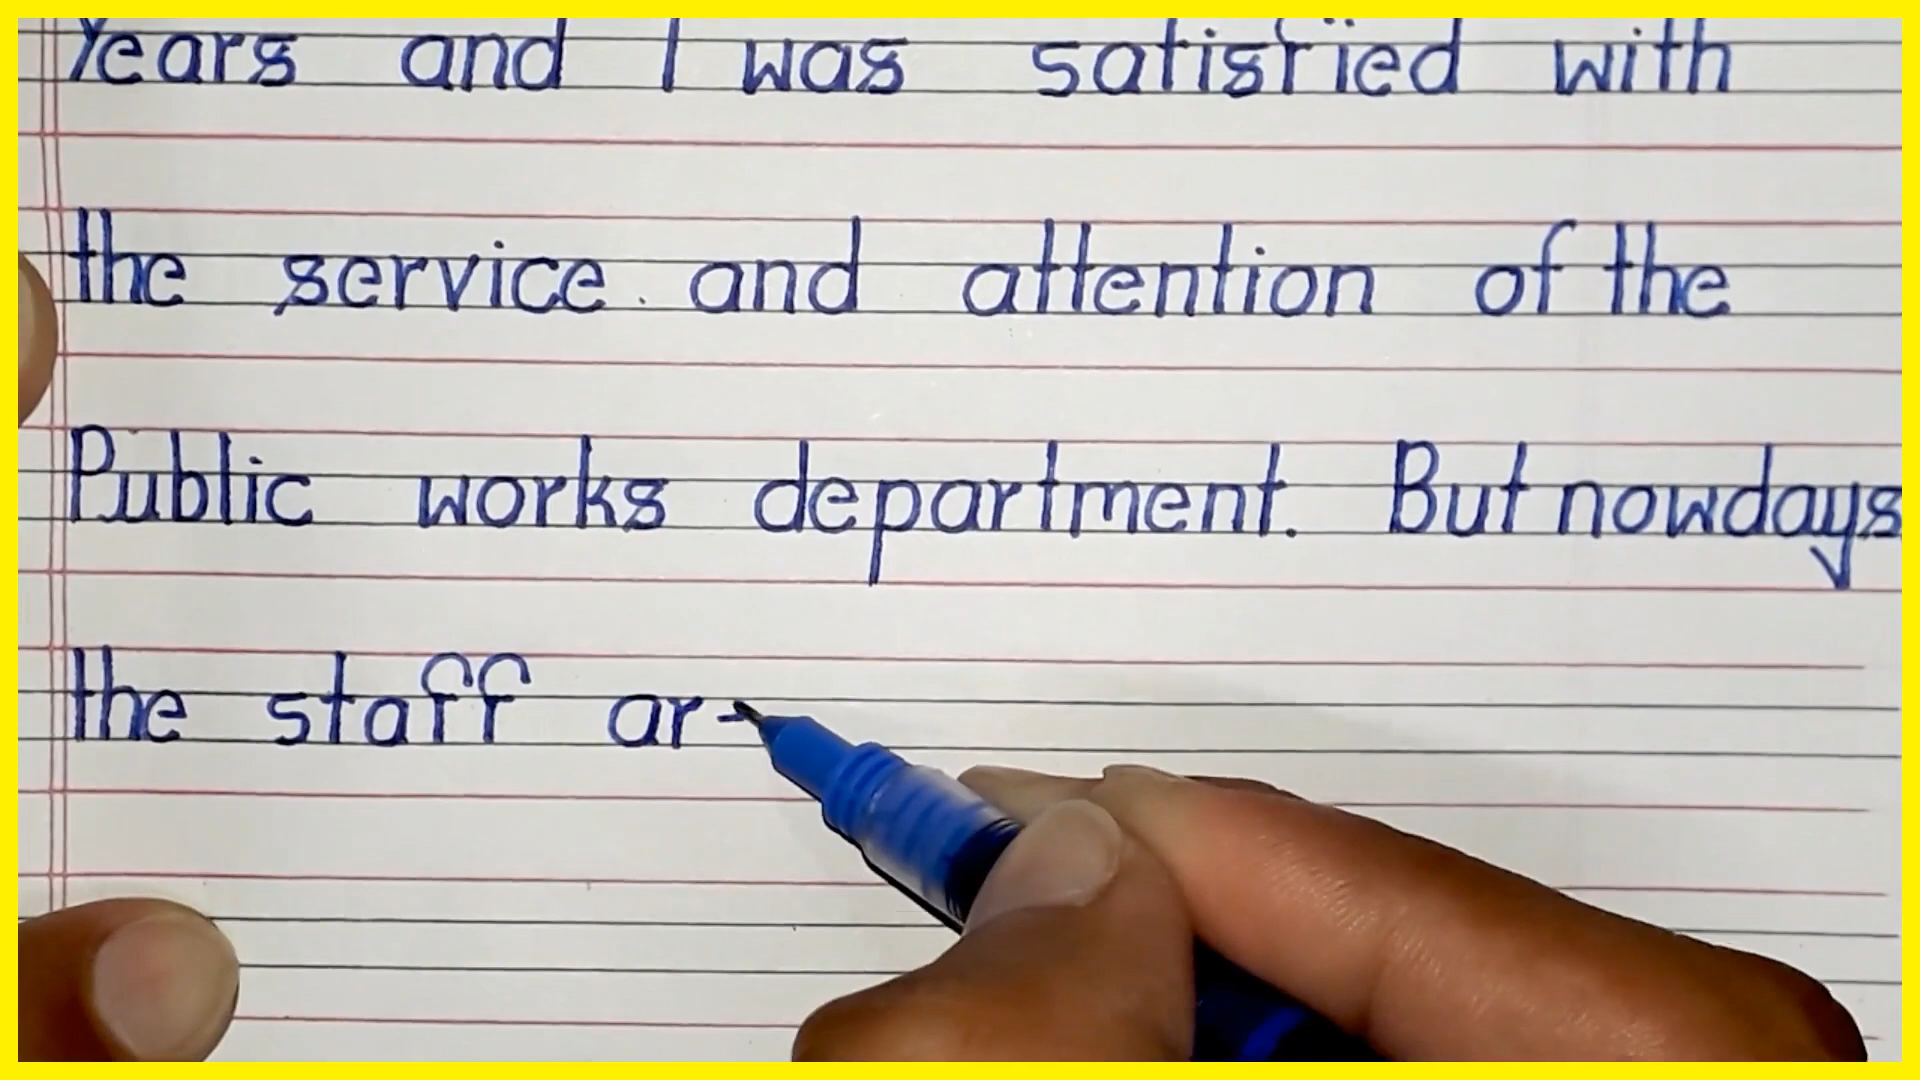 Years and I was satisfied with
the service and attention of the
Public works department. But nowdays
the staff ar-